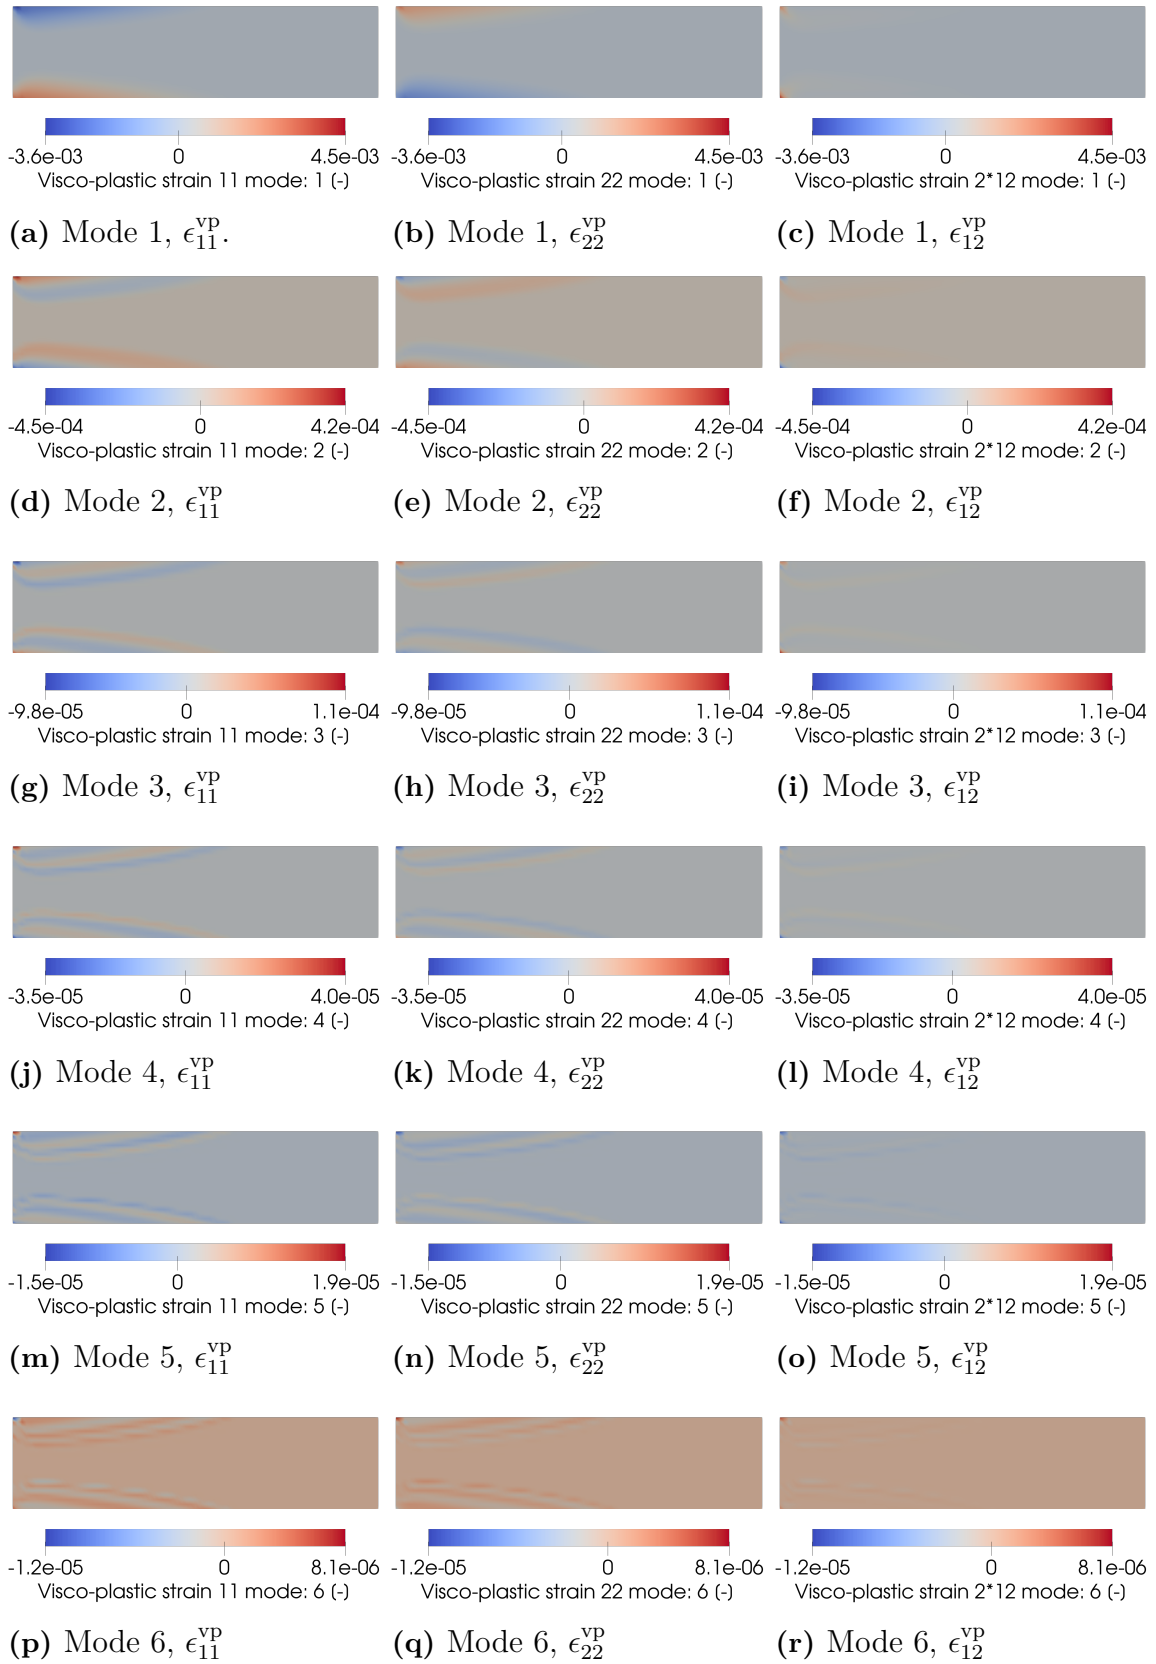 -3.6e-03 0 4.5e-03 -3.6e-03 0 4.5e-03 -3.6e-03 0 4.5e-03
Visco-plastic strain 11 mode: 1 (-) Visco-plastic strain 22 mode: 1 (-) Visco-plastic strain 2*12 mode: 1 (-)
(a) Mode 1, ϵ₁₁ᵛᵖ. (b) Mode 1, ϵ₂₂ᵛᵖ (c) Mode 1, ϵ₁₂ᵛᵖ
-4.5e-04 0 4.2e-04 -4.5e-04 0 4.2e-04 -4.5e-04 0 4.2e-04
Visco-plastic strain 11 mode: 2 (-) Visco-plastic strain 22 mode: 2 (-) Visco-plastic strain 2*12 mode: 2 (-)
(d) Mode 2, ϵ₁₁ᵛᵖ (e) Mode 2, ϵ₂₂ᵛᵖ (f) Mode 2, ϵ₁₂ᵛᵖ
-9.8e-05 0 1.1e-04 -9.8e-05 0 1.1e-04 -9.8e-05 0 1.1e-04
Visco-plastic strain 11 mode: 3 (-) Visco-plastic strain 22 mode: 3 (-) Visco-plastic strain 2*12 mode: 3 (-)
(g) Mode 3, ϵ₁₁ᵛᵖ (h) Mode 3, ϵ₂₂ᵛᵖ (i) Mode 3, ϵ₁₂ᵛᵖ
-3.5e-05 0 4.0e-05 -3.5e-05 0 4.0e-05 -3.5e-05 0 4.0e-05
Visco-plastic strain 11 mode: 4 (-) Visco-plastic strain 22 mode: 4 (-) Visco-plastic strain 2*12 mode: 4 (-)
(j) Mode 4, ϵ₁₁ᵛᵖ (k) Mode 4, ϵ₂₂ᵛᵖ (l) Mode 4, ϵ₁₂ᵛᵖ
-1.5e-05 0 1.9e-05 -1.5e-05 0 1.9e-05 -1.5e-05 0 1.9e-05
Visco-plastic strain 11 mode: 5 (-) Visco-plastic strain 22 mode: 5 (-) Visco-plastic strain 2*12 mode: 5 (-)
(m) Mode 5, ϵ₁₁ᵛᵖ (n) Mode 5, ϵ₂₂ᵛᵖ (o) Mode 5, ϵ₁₂ᵛᵖ
-1.2e-05 0 8.1e-06 -1.2e-05 0 8.1e-06 -1.2e-05 0 8.1e-06
Visco-plastic strain 11 mode: 6 (-) Visco-plastic strain 22 mode: 6 (-) Visco-plastic strain 2*12 mode: 6 (-)
(p) Mode 6, ϵ₁₁ᵛᵖ (q) Mode 6, ϵ₂₂ᵛᵖ (r) Mode 6, ϵ₁₂ᵛᵖ